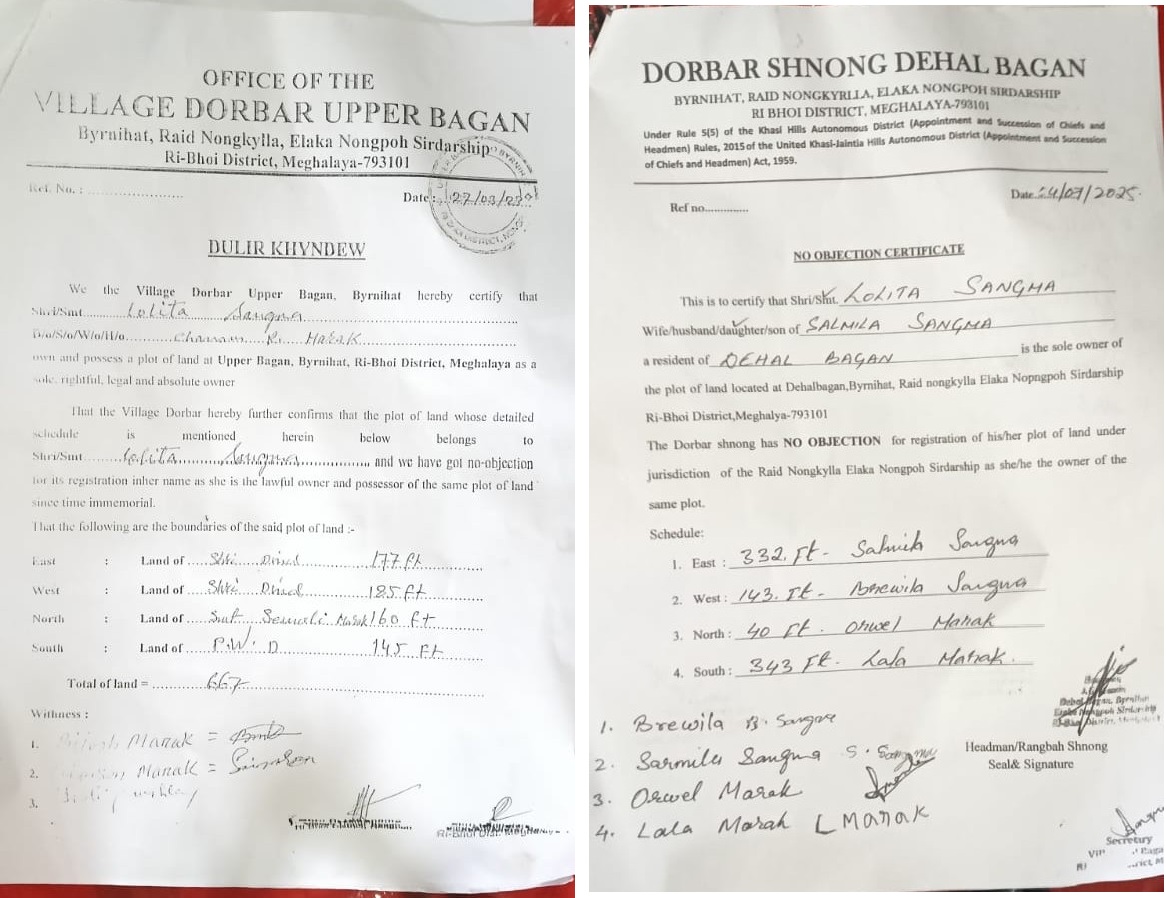 OFFICE OF THE
VILLAGE DORBAR UPPER BAGAN
Byrnihat, Raid Nongkylla, Elaka Nongpoh Sirdarship
Ri-Bhoi District, Meghalaya-793101
Ref. No. : ........................
Date :
DULIR KHYNDEW
We the Village Dorbar Upper Bagan, Byrnihat hereby certify that
Shri/Smt. Lolita Sangma
D/o/S/o/W/o/H/o. R. Marak
own and possess a plot of land at Upper Bagan, Byrnihat, Ri-Bhoi District, Meghalaya as a
sole, rightful, legal and absolute owner
That the Village Dorbar hereby further confirms that the plot of land whose detailed
schedule is mentioned herein below belongs to
Shri/Smt. Lolita Sangma and we have got no-objection
for its registration inher name as she is the lawful owner and possessor of the same plot of land
since time immemorial.
That the following are the boundaries of the said plot of land :-
East : Land of Shri 177 ft
West : Land of Shri 185 ft
North : Land of Smt Marak 160 ft
South : Land of P.W.D 145 ft
Total of land = 667
Withness :
1. Marak =
2. Marak =
3.
DORBAR SHNONG DEHAL BAGAN
BYRNIHAT, RAID NONGKYRLLA, ELAKA NONGPOH SIRDARSHIP
RI BHOI DISTRICT, MEGHALAYA-793101
Under Rule 5(5) of the Khasi Hills Autonomous District (Appointment and Succession of Chiefs and
Headmen) Rules, 2015 of the United Khasi-Jaintia Hills Autonomous District (Appointment and Succession
of Chiefs and Headmen) Act, 1959.
Ref no.............
Date. 24/07/2025.
NO OBJECTION CERTIFICATE
This is to certify that Shri/Smt. LOLITA SANGMA
Wife/husband/daughter/son of SALMILA SANGMA
a resident of DEHAL BAGAN is the sole owner of
the plot of land located at Dehalbagan,Byrnihat, Raid nongkylla Elaka Nopngpoh Sirdarship
Ri-Bhoi District,Meghalya-793101
The Dorbar shnong has NO OBJECTION for registration of his/her plot of land under
jurisdiction of the Raid Nongkylla Elaka Nongpoh Sirdarship as she/he the owner of the
same plot.
Schedule:
1. East : 332. Ft - Sangma
2. West : 143. Ft - Brewila Sangma
3. North : 40 Ft. Orwel Marak
4. South : 343 Ft. Lala Marak.
1. Brewila B. Sangma
2. Sarmila Sangma S. Sangma
3. Orwel Marak
4. Lala Marak L MARAK
Dehal Bagan, Byrnihat
Elaka Nongpoh Sirdarship
Headman/Rangbah Shnong
Seal& Signature
Secretary